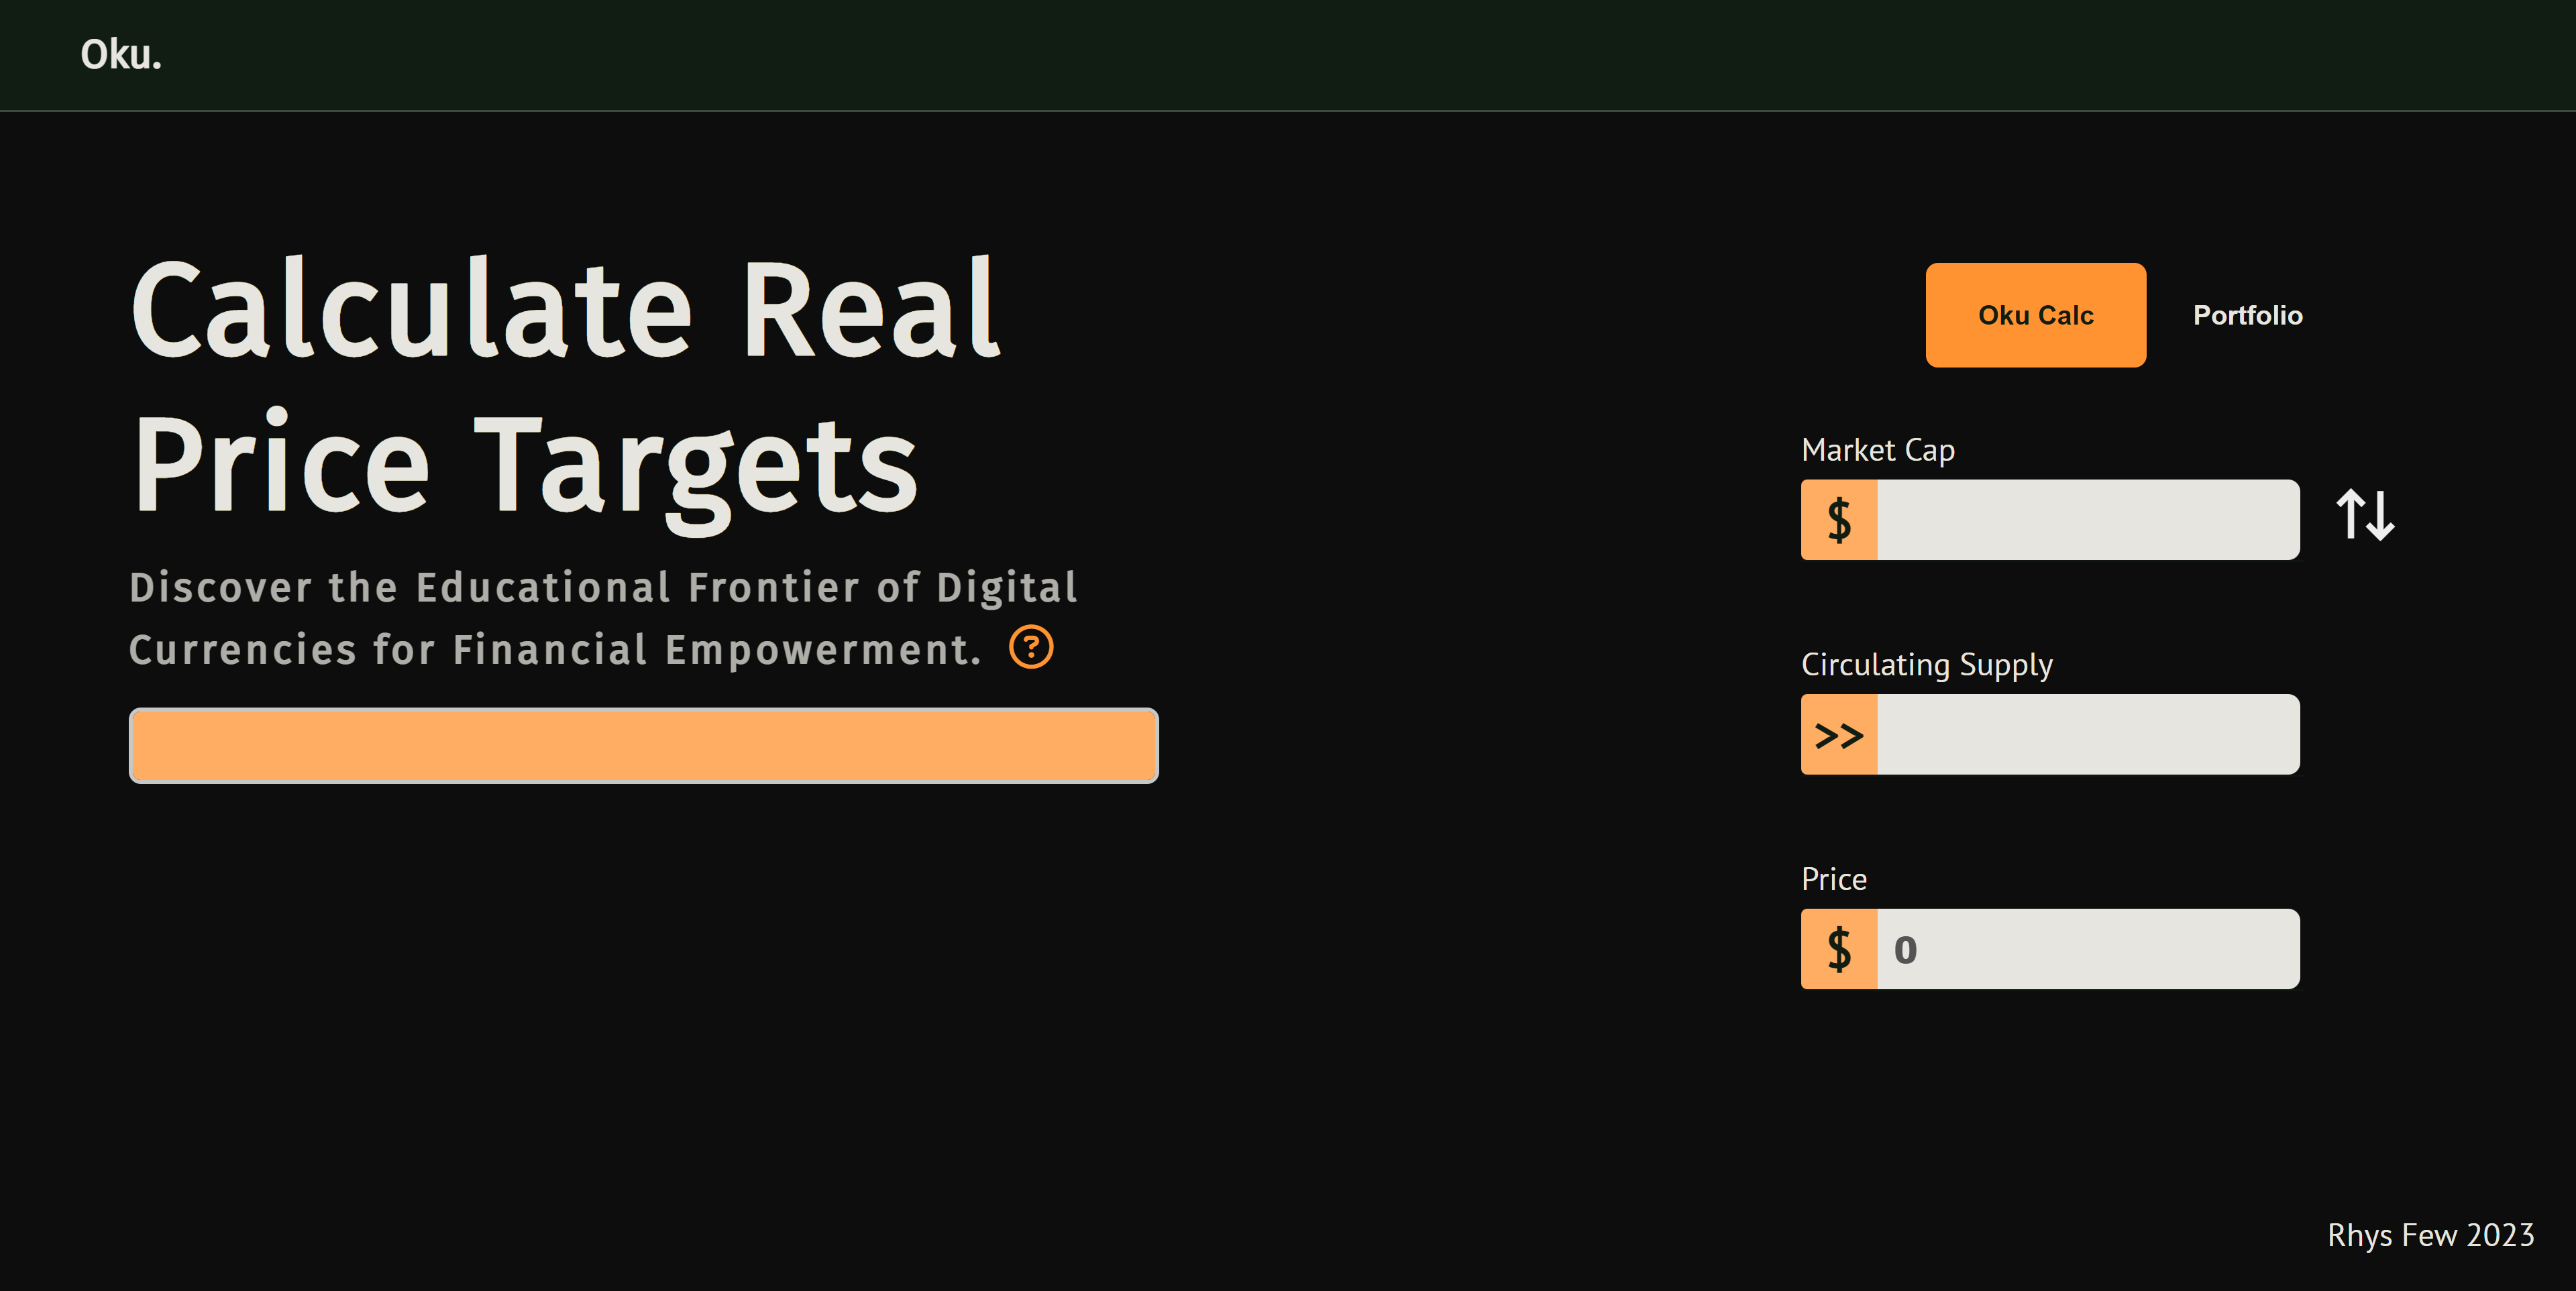 Oku.
Calculate Real
Price Targets
Discover the Educational Frontier of Digital
Currencies for Financial Empowerment. ?
Oku Calc
Portfolio
Market Cap
$
Circulating Supply
>>
Price
$ 0
Rhys Few 2023